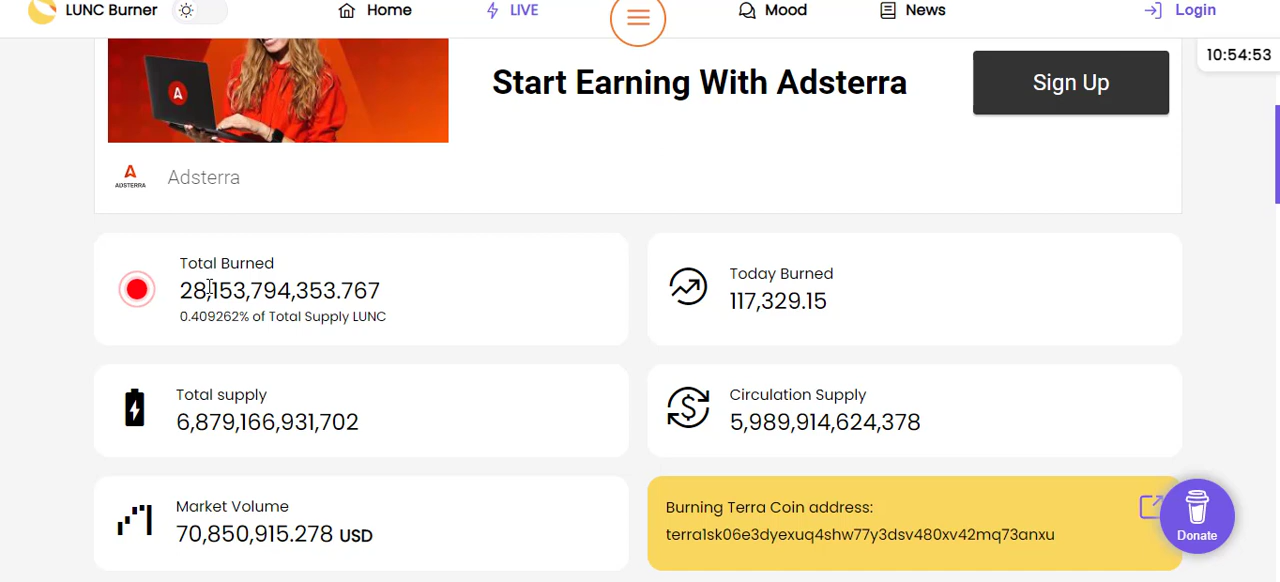 LUNC Burner
Home
LIVE
Mood
News
Login
10:54:53
A
Start Earning With Adsterra
Sign Up
ADSTERRA
Adsterra
Total Burned
28,153,794,353.767
0.409262% of Total Supply LUNC
Today Burned
117,329.15
Total supply
6,879,166,931,702
Circulation Supply
5,989,914,624,378
Market Volume
70,850,915.278 USD
Burning Terra Coin address:
terra1sk06e3dyexuq4shw77y3dsv480xv42mq73anxu
Donate